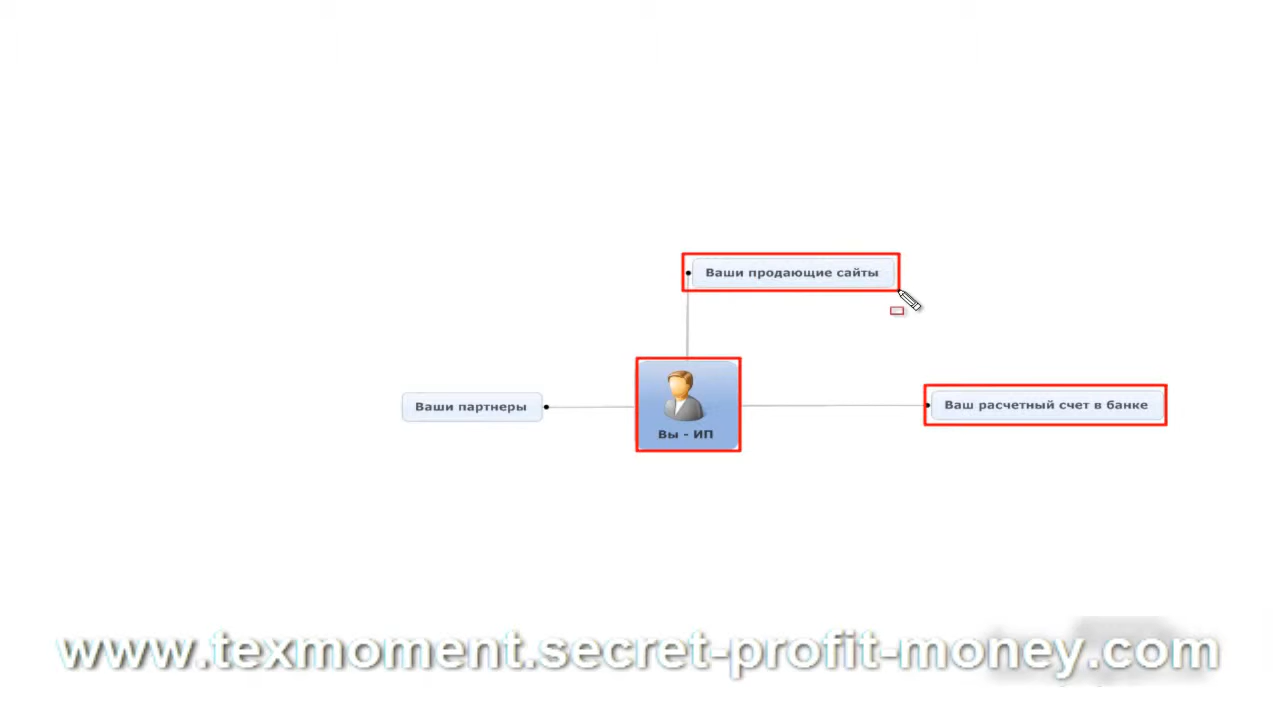 Ваши продающие сайты
Ваши партнеры
Вы - ИП
Ваш расчетный счет в банке
www.texmoment.secret-profit-money.com